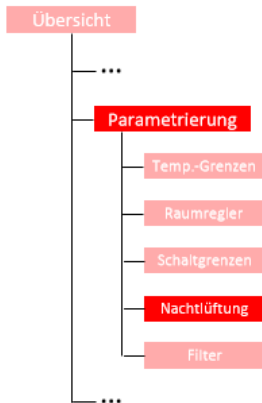 Übersicht
...
Parametrierung
Temp.-Grenzen
Raumregler
Schaltgrenzen
Nachtlüftung
Filter
...